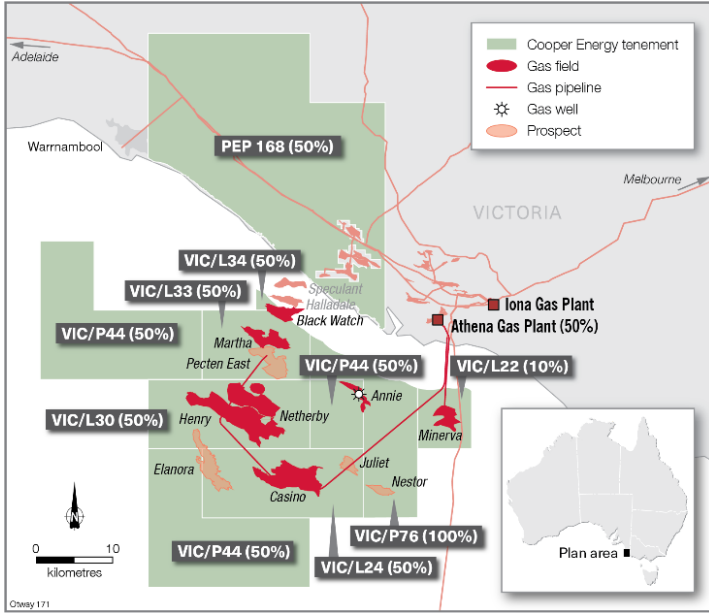 Adelaide
Cooper Energy tenement
Gas field
Gas pipeline
Gas well
Prospect
Warrnambool
PEP 168 (50%)
Melbourne
VICTORIA
VIC/L34 (50%)
Speculant
Halladale
VIC/L33 (50%)
Black Watch
Iona Gas Plant
Athena Gas Plant (50%)
VIC/P44 (50%)
Martha
Pecten East
VIC/P44 (50%)
VIC/L22 (10%)
Annie
VIC/L30 (50%)
Henry
Netherby
Minerva
Elanora
Juliet
Casino
Nestor
VIC/P76 (100%)
VIC/P44 (50%)
VIC/L24 (50%)
N
0 10
kilometres
Plan area
Otway 171